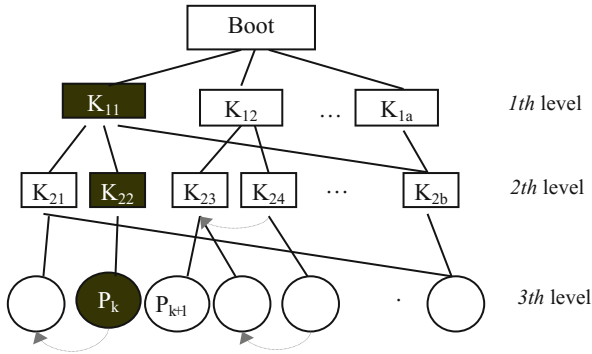 Boot
K₁₁ K₁₂ ... K₁ₐ 1th level
K₂₁ K₂₂ K₂₃ K₂₄ ... K₂b 2th level
Pₖ Pₖ₊₁ . 3th level